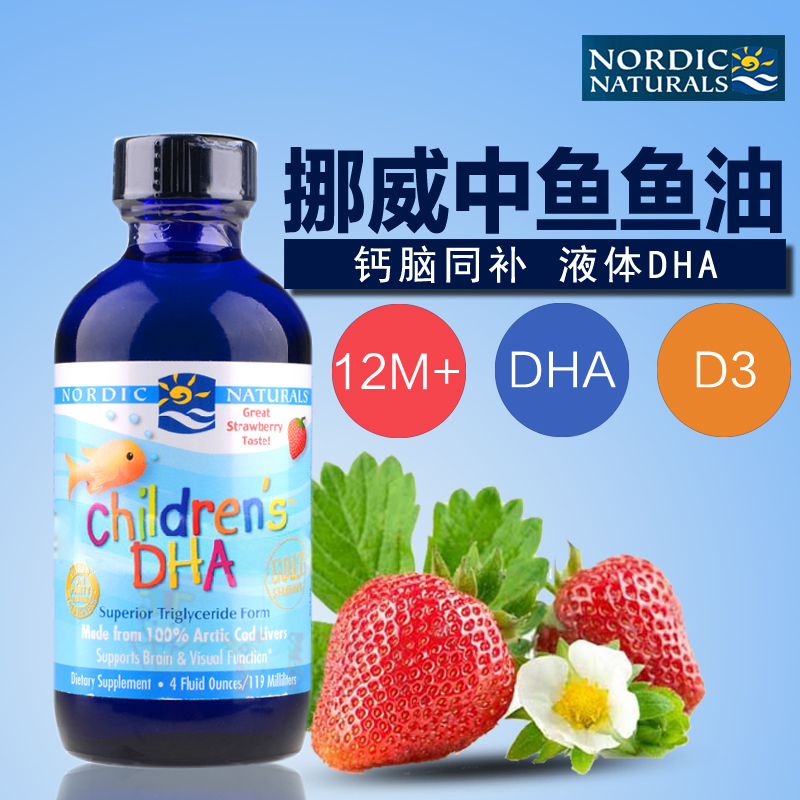 NORDIC
NATURALS
挪威中鱼鱼油
钙脑同补 液体DHA
12M+ DHA D3
NORDIC NATURALS
Great
Strawberry
Taste!
Children's
DHA
Superior Triglyceride Form
Made from 100% Arctic Cod Livers
Supports Brain & Visual Function*
Dietary Supplement • 4 Fluid Ounces/119 Milliliters